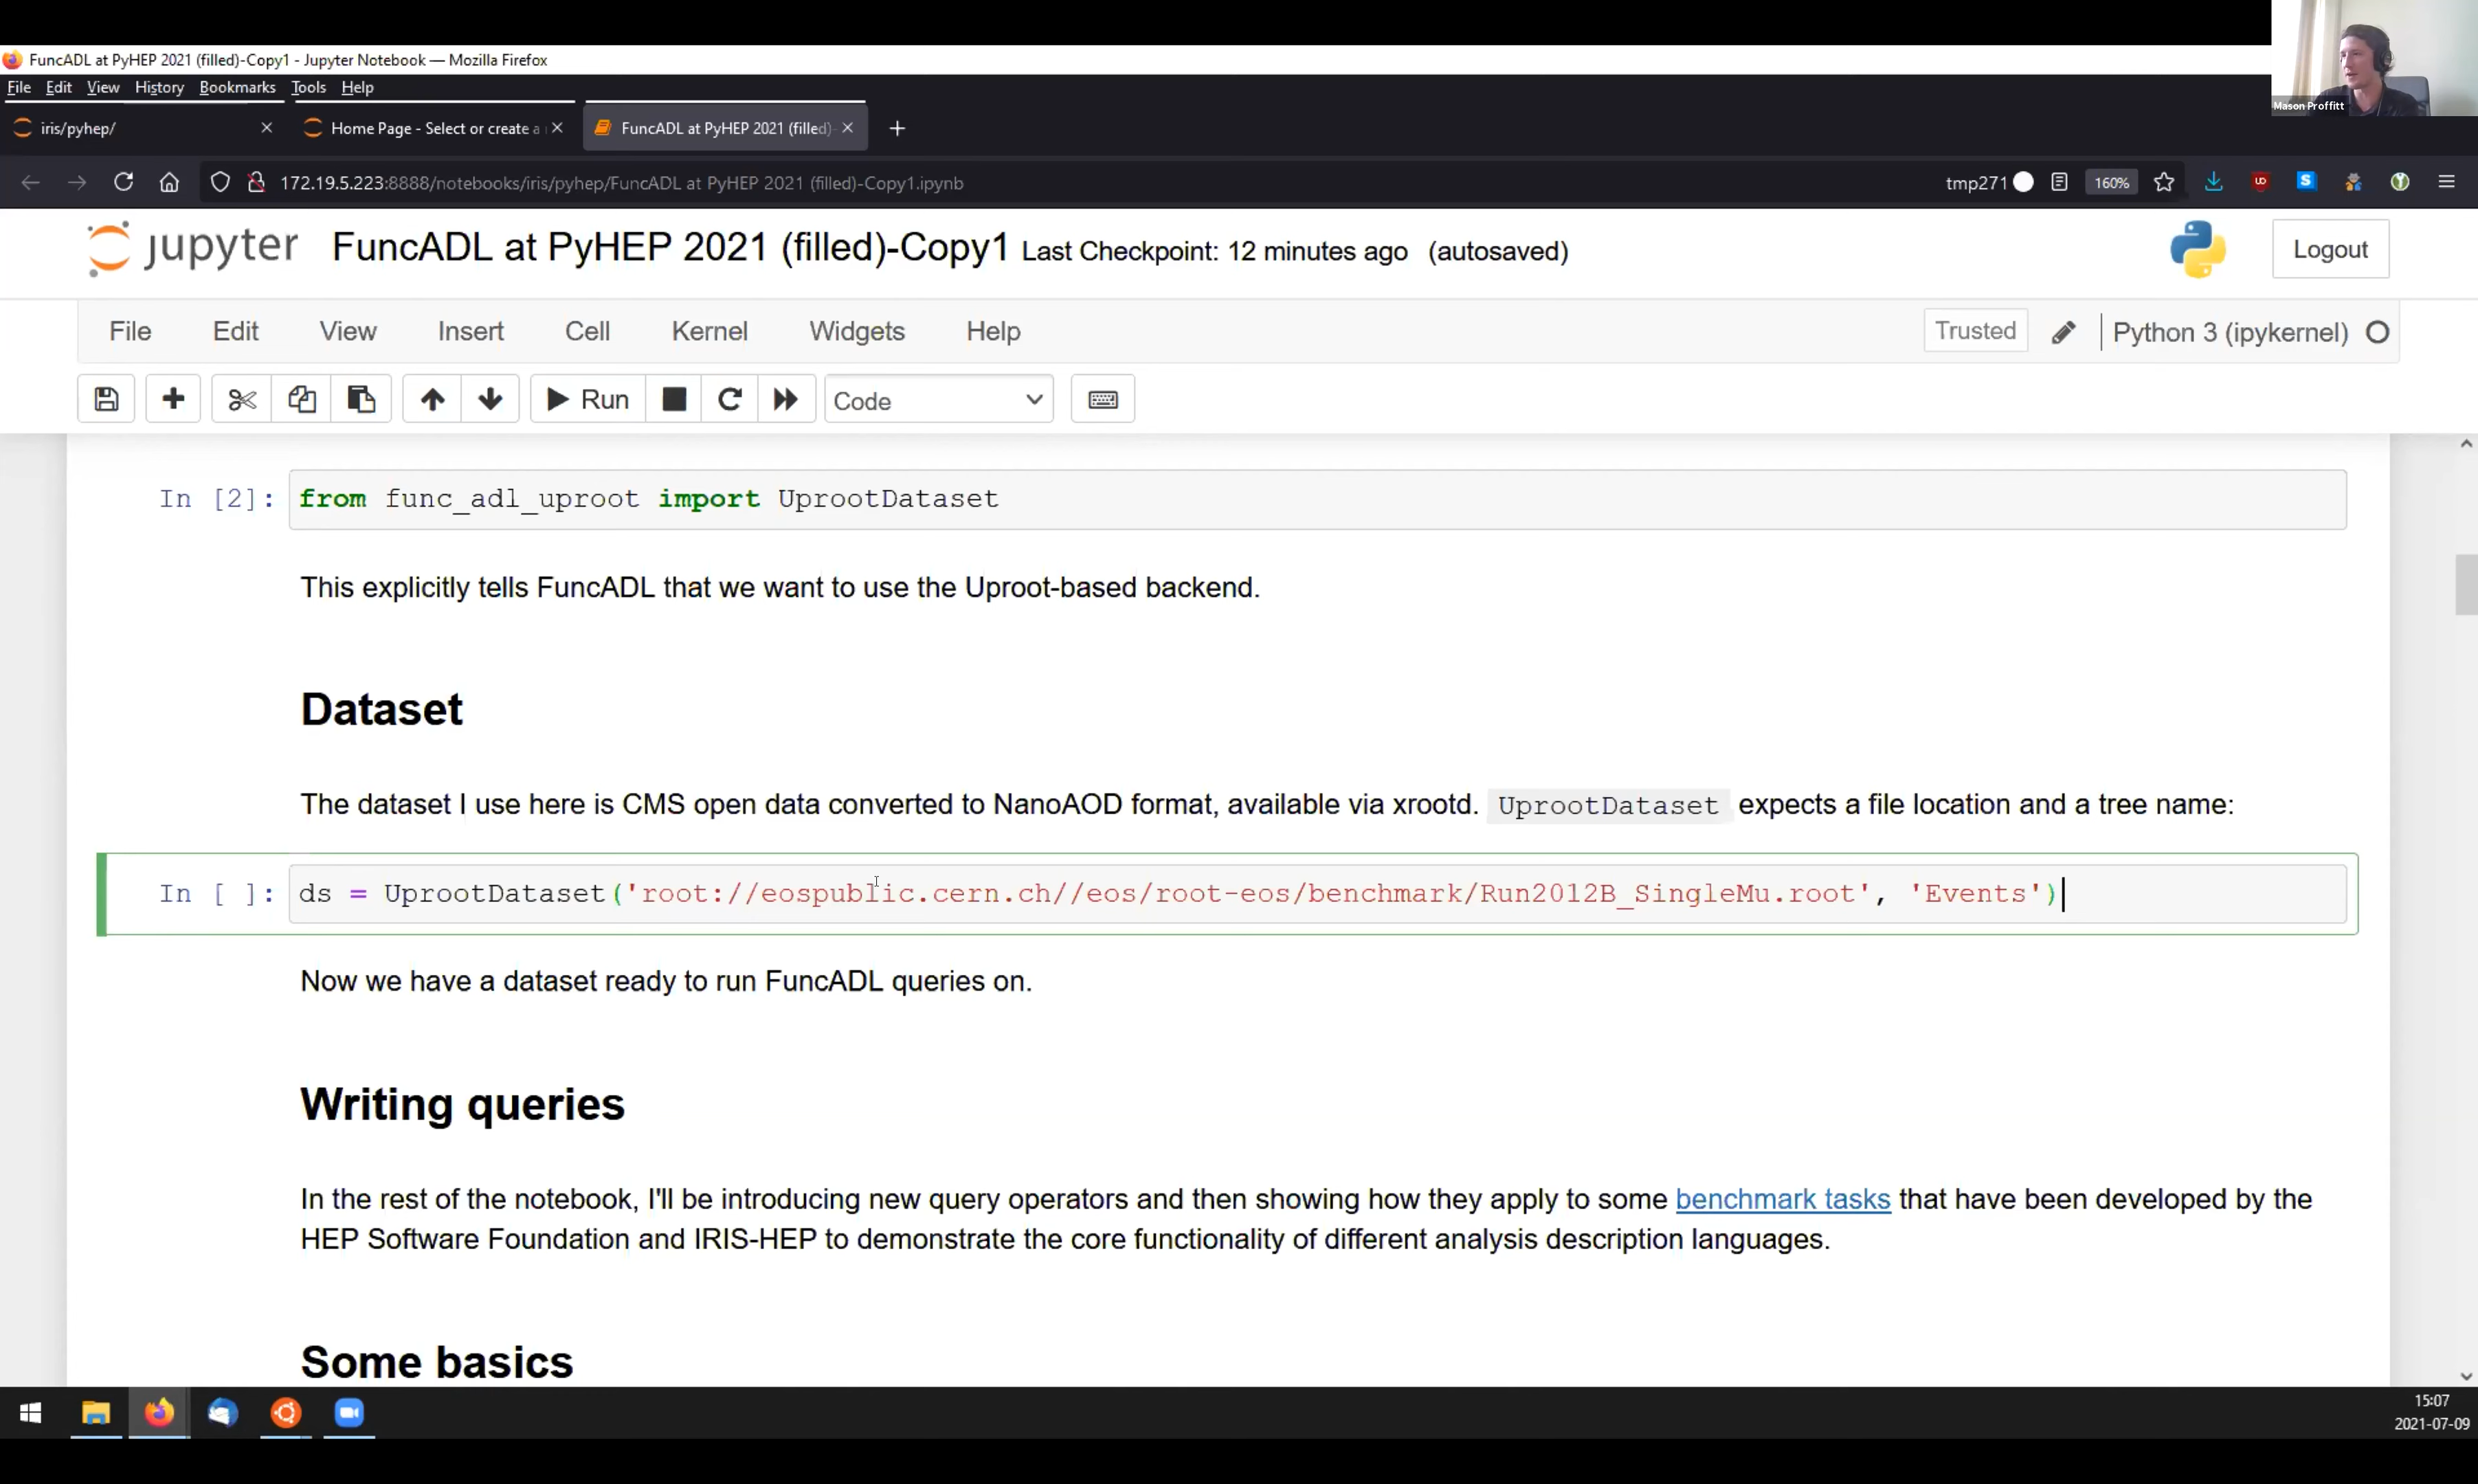 FuncADL at PyHEP 2021 (filled)-Copy1 - Jupyter Notebook — Mozilla Firefox
File Edit View History Bookmarks Tools Help
Mason Proffitt
iris/pyhep/
Home Page - Select or create a
FuncADL at PyHEP 2021 (filled)-
172.19.5.223:8888/notebooks/iris/pyhep/FuncADL at PyHEP 2021 (filled)-Copy1.ipynb
tmp271
160%
jupyter FuncADL at PyHEP 2021 (filled)-Copy1 Last Checkpoint: 12 minutes ago (autosaved)
Logout
File Edit View Insert Cell Kernel Widgets Help
Trusted
Python 3 (ipykernel)
Run
Code
In [2]: from func_adl_uproot import UprootDataset
This explicitly tells FuncADL that we want to use the Uproot-based backend.
Dataset
The dataset I use here is CMS open data converted to NanoAOD format, available via xrootd. UprootDataset expects a file location and a tree name:
In [ ]: ds = UprootDataset('root://eospublic.cern.ch//eos/root-eos/benchmark/Run2012B_SingleMu.root', 'Events')
Now we have a dataset ready to run FuncADL queries on.
Writing queries
In the rest of the notebook, I'll be introducing new query operators and then showing how they apply to some benchmark tasks that have been developed by the
HEP Software Foundation and IRIS-HEP to demonstrate the core functionality of different analysis description languages.
Some basics
15:07
2021-07-09